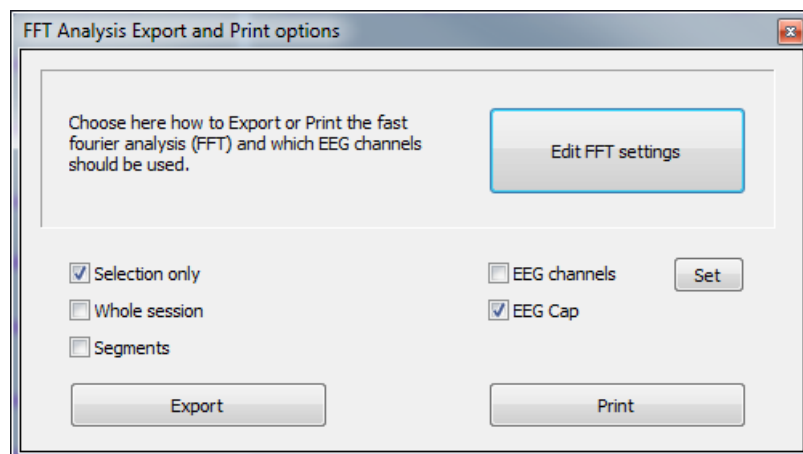 FFT Analysis Export and Print options
Choose here how to Export or Print the fast
fourier analysis (FFT) and which EEG channels
should be used.
Edit FFT settings
Selection only
EEG channels
Set
Whole session
EEG Cap
Segments
Export
Print